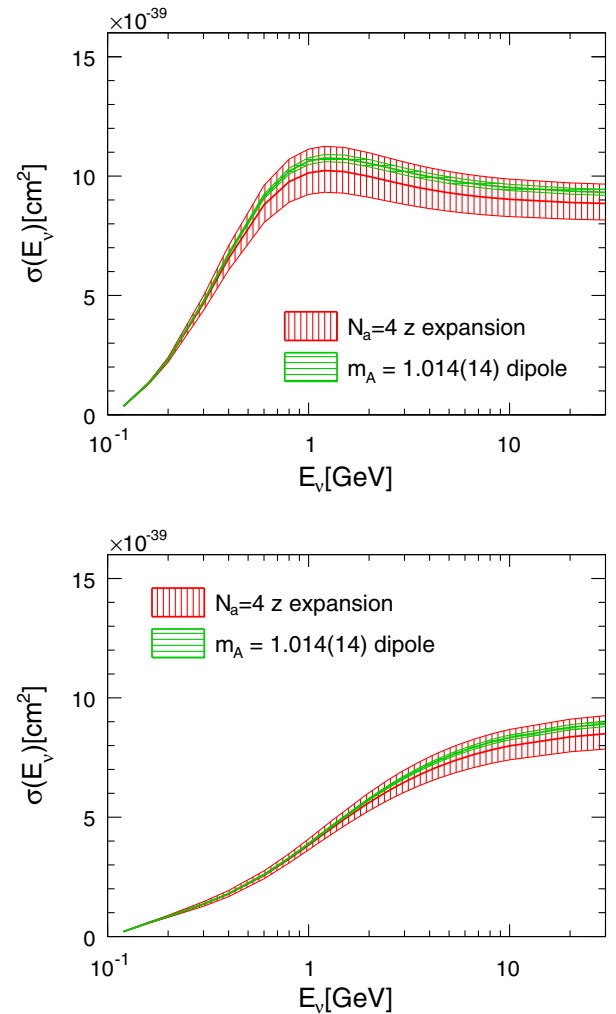 ×10⁻³⁹
15
10
5
0
σ(E_ν)[cm²]
N_a=4 z expansion
m_A = 1.014(14) dipole
10⁻¹ 1 10
E_ν[GeV]
×10⁻³⁹
N_a=4 z expansion
m_A = 1.014(14) dipole
15
10
5
0
σ(E_ν)[cm²]
10⁻¹ 1 10
E_ν[GeV]